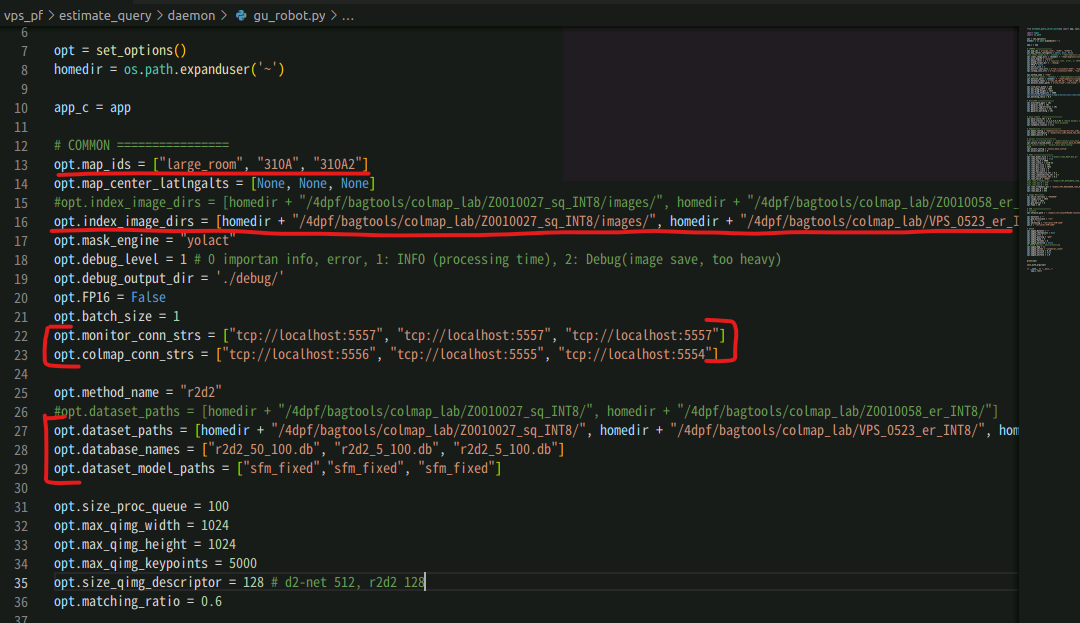 vps_pf > estimate_query > daemon > gu_robot.py > ...
6
7 opt = set_options()
8 homedir = os.path.expanduser('~')
9
10 app_c = app
11
12 # COMMON ================
13 opt.map_ids = ["large_room", "310A", "310A2"]
14 opt.map_center_latlngalts = [None, None, None]
15 #opt.index_image_dirs = [homedir + "/4dpf/bagtools/colmap_lab/Z0010027_sq_INT8/images/", homedir + "/4dpf/bagtools/colmap_lab/Z0010058_er_
16 opt.index_image_dirs = [homedir + "/4dpf/bagtools/colmap_lab/Z0010027_sq_INT8/images/", homedir + "/4dpf/bagtools/colmap_lab/VPS_0523_er_I
17 opt.mask_engine = "yolact"
18 opt.debug_level = 1 # 0 importan info, error, 1: INFO (processing time), 2: Debug(image save, too heavy)
19 opt.debug_output_dir = './debug/'
20 opt.FP16 = False
21 opt.batch_size = 1
22 opt.monitor_conn_strs = ["tcp://localhost:5557", "tcp://localhost:5557", "tcp://localhost:5557"]
23 opt.colmap_conn_strs = ["tcp://localhost:5556", "tcp://localhost:5555", "tcp://localhost:5554"]
24
25 opt.method_name = "r2d2"
26 #opt.dataset_paths = [homedir + "/4dpf/bagtools/colmap_lab/Z0010027_sq_INT8/", homedir + "/4dpf/bagtools/colmap_lab/Z0010058_er_INT8/"]
27 opt.dataset_paths = [homedir + "/4dpf/bagtools/colmap_lab/Z0010027_sq_INT8/", homedir + "/4dpf/bagtools/colmap_lab/VPS_0523_er_INT8/", hom
28 opt.database_names = ["r2d2_50_100.db", "r2d2_5_100.db", "r2d2_5_100.db"]
29 opt.dataset_model_paths = ["sfm_fixed","sfm_fixed", "sfm_fixed"]
30
31 opt.size_proc_queue = 100
32 opt.max_qimg_width = 1024
33 opt.max_qimg_height = 1024
34 opt.max_qimg_keypoints = 5000
35 opt.size_qimg_descriptor = 128 # d2-net 512, r2d2 128
36 opt.matching_ratio = 0.6
37